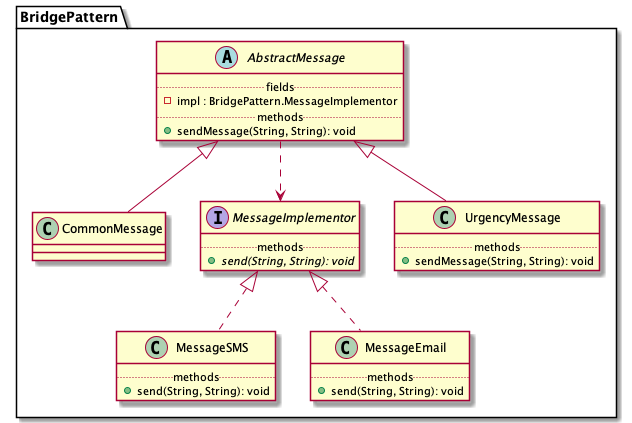 BridgePattern
A AbstractMessage
fields
impl : BridgePattern.MessageImplementor
methods
sendMessage(String, String): void
C CommonMessage
I MessageImplementor
methods
send(String, String): void
C UrgencyMessage
methods
sendMessage(String, String): void
C MessageSMS
methods
send(String, String): void
C MessageEmail
methods
send(String, String): void